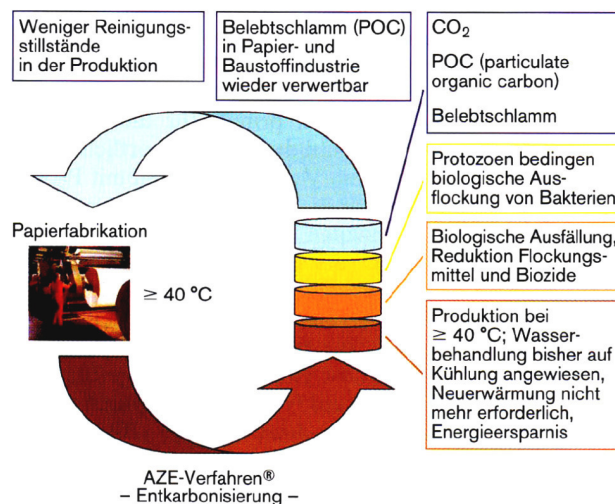 Weniger Reinigungs-
stillstände
in der Produktion
Belebtschlamm (POC)
in Papier- und
Baustoffindustrie
wieder verwertbar
CO₂
POC (particulate
organic carbon)
Belebtschlamm
Protozoen bedingen
biologische Aus-
flockung von Bakterien
Biologische Ausfällung,
Reduktion Flockungs-
mittel und Biozide
Produktion bei
≥ 40 °C; Wasser-
behandlung bisher auf
Kühlung angewiesen,
Neuerwärmung nicht
mehr erforderlich,
Energieersparnis
Papierfabrikation
≥ 40 °C
AZE-Verfahren®
– Entkarbonisierung –